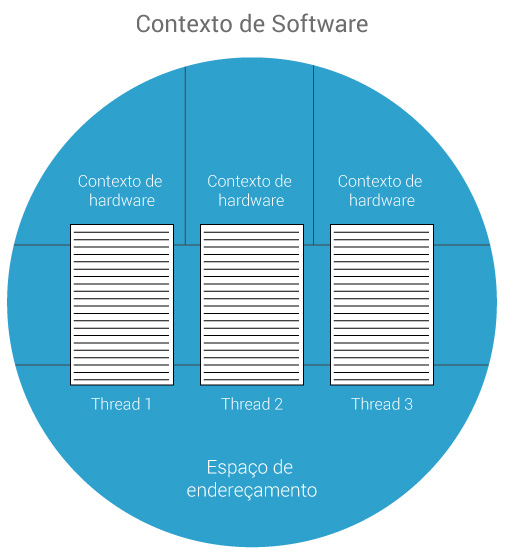 Contexto de Software
Contexto de
hardware
Contexto de
hardware
Contexto de
hardware
Thread 1
Thread 2
Thread 3
Espaço de
endereçamento